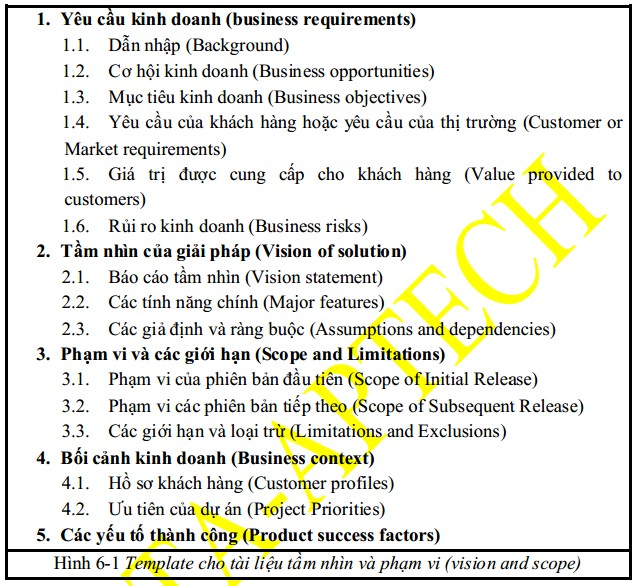 1. Yêu cầu kinh doanh (business requirements)
1.1. Dẫn nhập (Background)
1.2. Cơ hội kinh doanh (Business opportunities)
1.3. Mục tiêu kinh doanh (Business objectives)
1.4. Yêu cầu của khách hàng hoặc yêu cầu của thị trường (Customer or
Market requirements)
1.5. Giá trị được cung cấp cho khách hàng (Value provided to
customers)
1.6. Rủi ro kinh doanh (Business risks)
2. Tầm nhìn của giải pháp (Vision of solution)
2.1. Báo cáo tầm nhìn (Vision statement)
2.2. Các tính năng chính (Major features)
2.3. Các giả định và ràng buộc (Assumptions and dependencies)
3. Phạm vi và các giới hạn (Scope and Limitations)
3.1. Phạm vi của phiên bản đầu tiên (Scope of Initial Release)
3.2. Phạm vi các phiên bản tiếp theo (Scope of Subsequent Release)
3.3. Các giới hạn và loại trừ (Limitations and Exclusions)
4. Bối cảnh kinh doanh (Business context)
4.1. Hồ sơ khách hàng (Customer profiles)
4.2. Ưu tiên của dự án (Project Priorities)
5. Các yếu tố thành công (Product success factors)
Hình 6-1 Template cho tài liệu tầm nhìn và phạm vi (vision and scope)
TA-APTECH